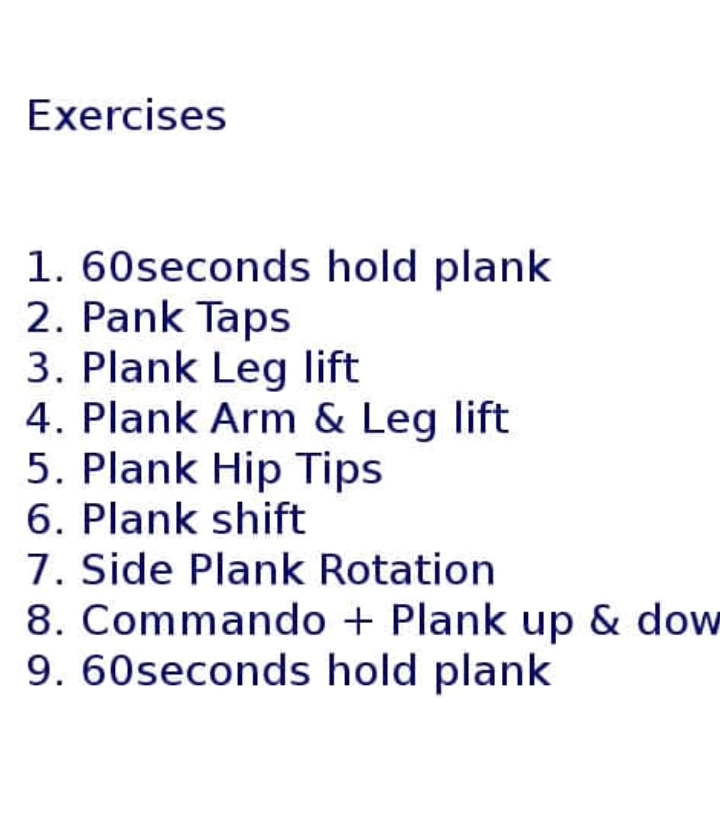 Exercises
1. 60seconds hold plank
2. Pank Taps
3. Plank Leg lift
4. Plank Arm & Leg lift
5. Plank Hip Tips
6. Plank shift
7. Side Plank Rotation
8. Commando + Plank up & dow
9. 60seconds hold plank